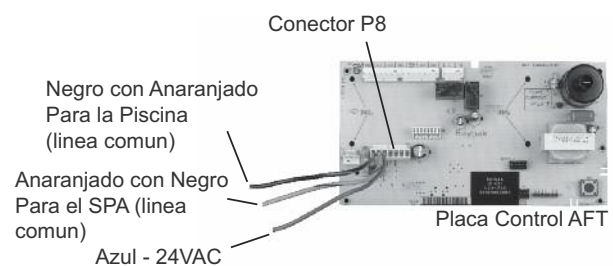 Conector P8
Negro con Anaranjado
Para la Piscina
(linea comun)
Anaranjado con Negro
Para el SPA (linea
comun)
Azul - 24VAC
Placa Control AFT